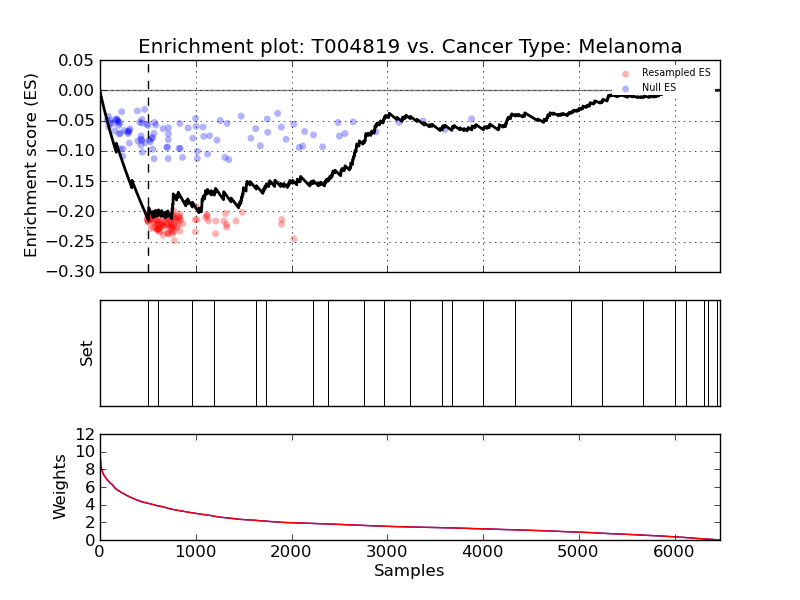 Enrichment plot: T004819 vs. Cancer Type: Melanoma
Enrichment score (ES)
0.05
0.00
−0.05
−0.10
−0.15
−0.20
−0.25
−0.30
Resampled ES
Null ES
Set
Weights
12
10
8
6
4
2
0
0 1000 2000 3000 4000 5000 6000
Samples